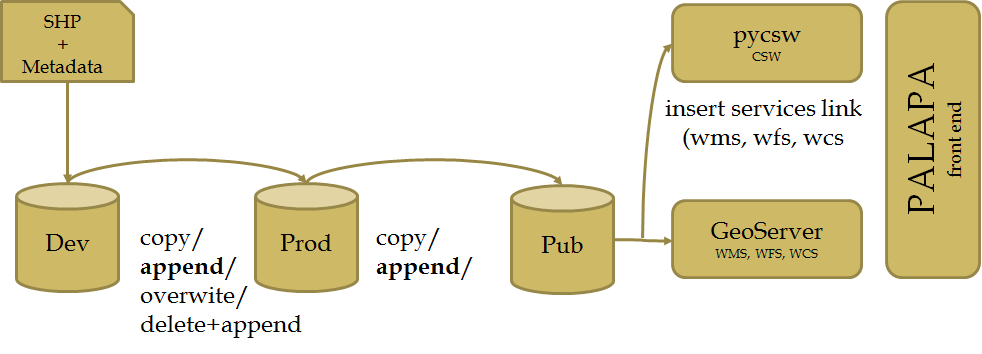 SHP
+
Metadata
Dev
copy/
append/
overwite/
delete+append
Prod
copy/
append/
Pub
pycsw
CSW
insert services link
(wms, wfs, wcs
GeoServer
WMS, WFS, WCS
PALAPA
front end